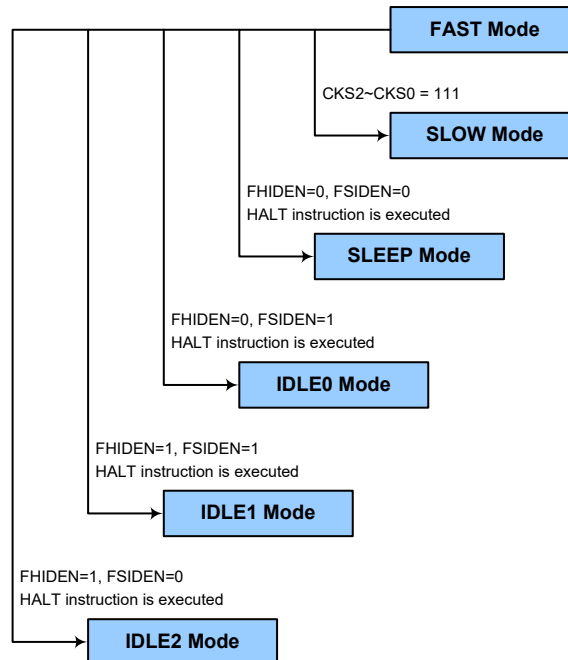 FAST Mode
CKS2~CKS0 = 111
SLOW Mode
FHIDEN=0, FSIDEN=0
HALT instruction is executed
SLEEP Mode
FHIDEN=0, FSIDEN=1
HALT instruction is executed
IDLE0 Mode
FHIDEN=1, FSIDEN=1
HALT instruction is executed
IDLE1 Mode
FHIDEN=1, FSIDEN=0
HALT instruction is executed
IDLE2 Mode